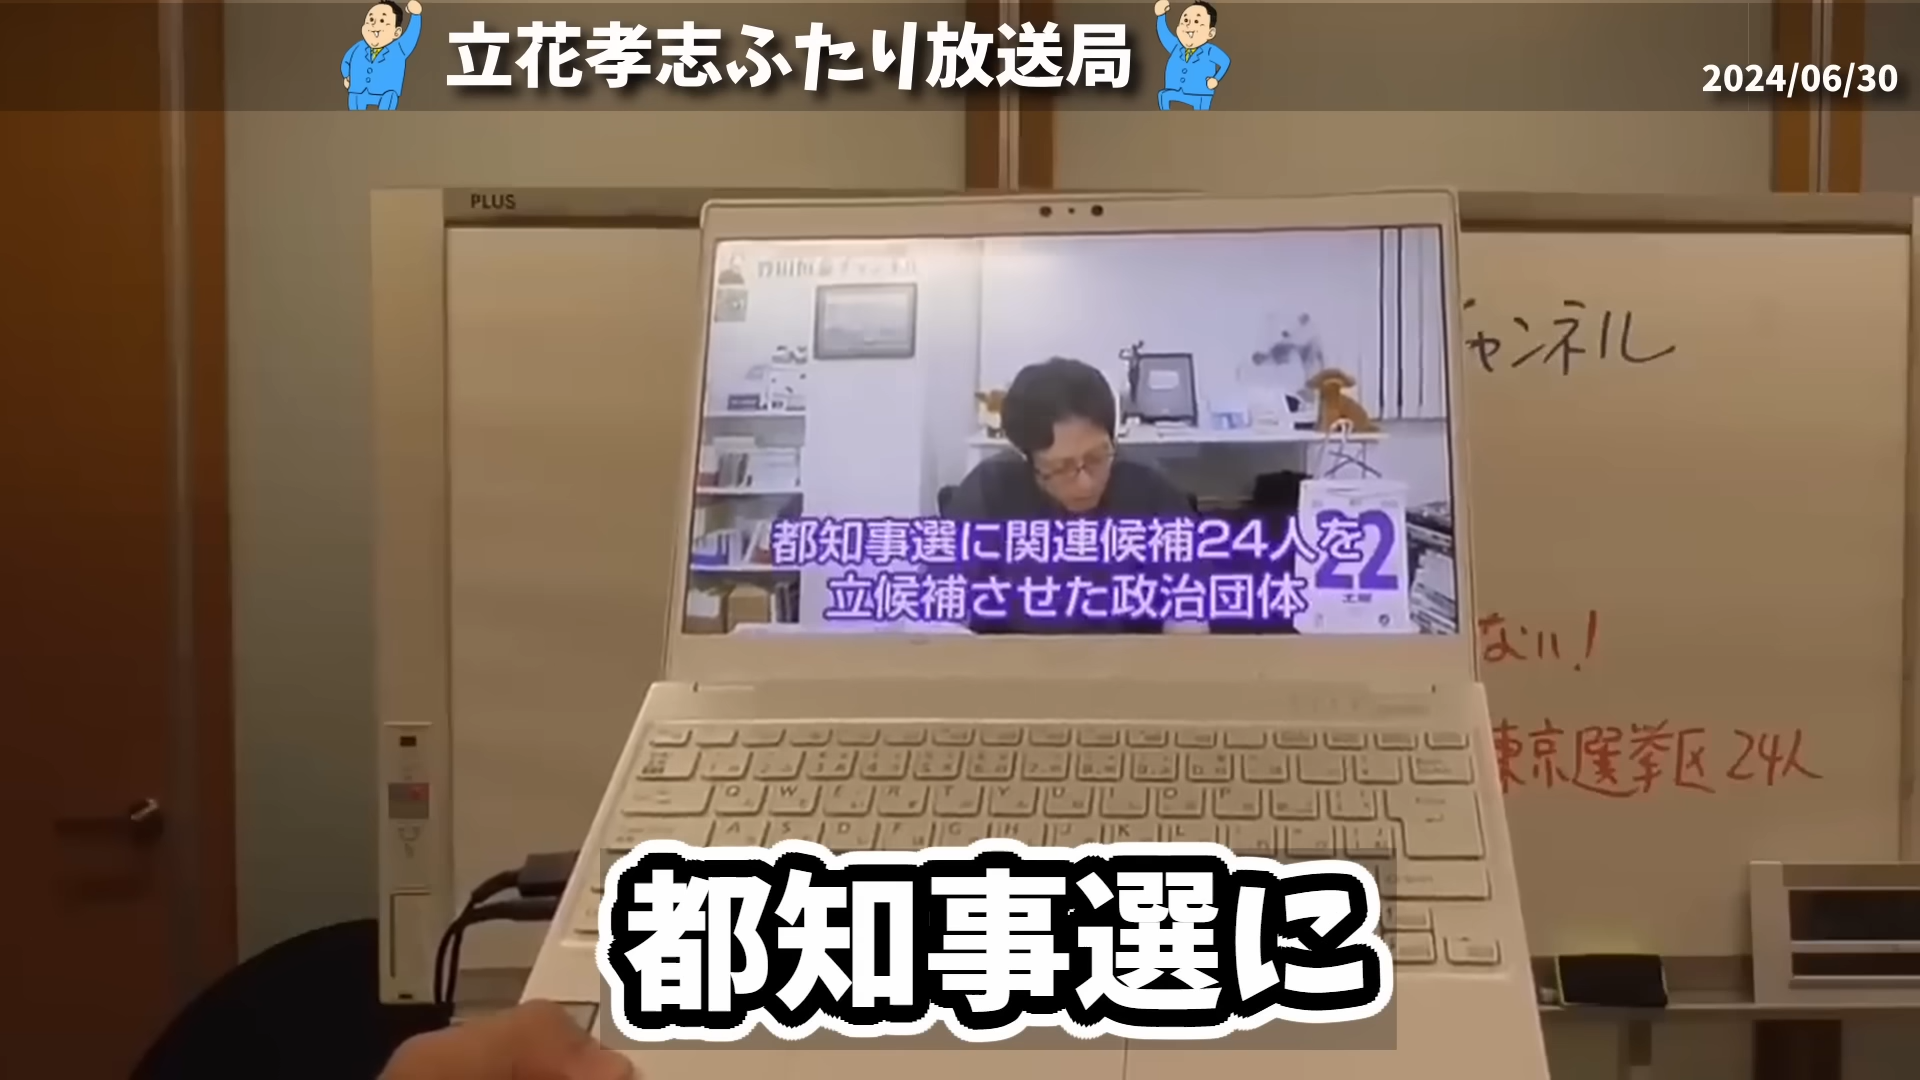 立花孝志ふたり放送局
2024/06/30
PLUS
ャンネル
都知事選に関連候補24人を
立候補させた政治団体
22
ない!
東京選挙区24人
Q W E R T Y U I O P
A S D F G H J K L
都知事選に